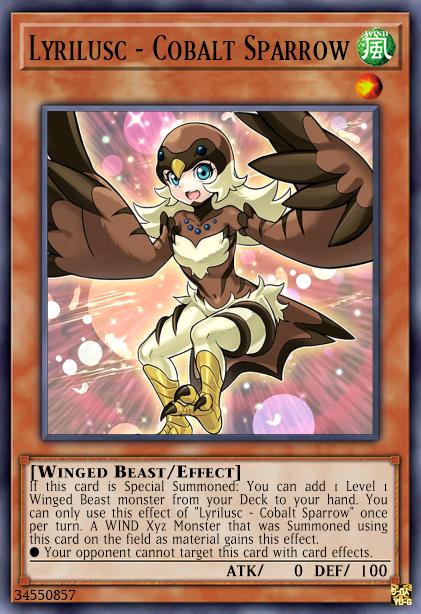 LYRILUSC - COBALT SPARROW
WIND
風
[WINGED BEAST/EFFECT]
If this card is Special Summoned: You can add 1 Level 1
Winged Beast monster from your Deck to your hand. You
can only use this effect of "Lyrilusc - Cobalt Sparrow" once
per turn. A WIND Xyz Monster that was Summoned using
this card on the field as material gains this effect.
● Your opponent cannot target this card with card effects.
ATK/ 0 DEF/ 100
34550857